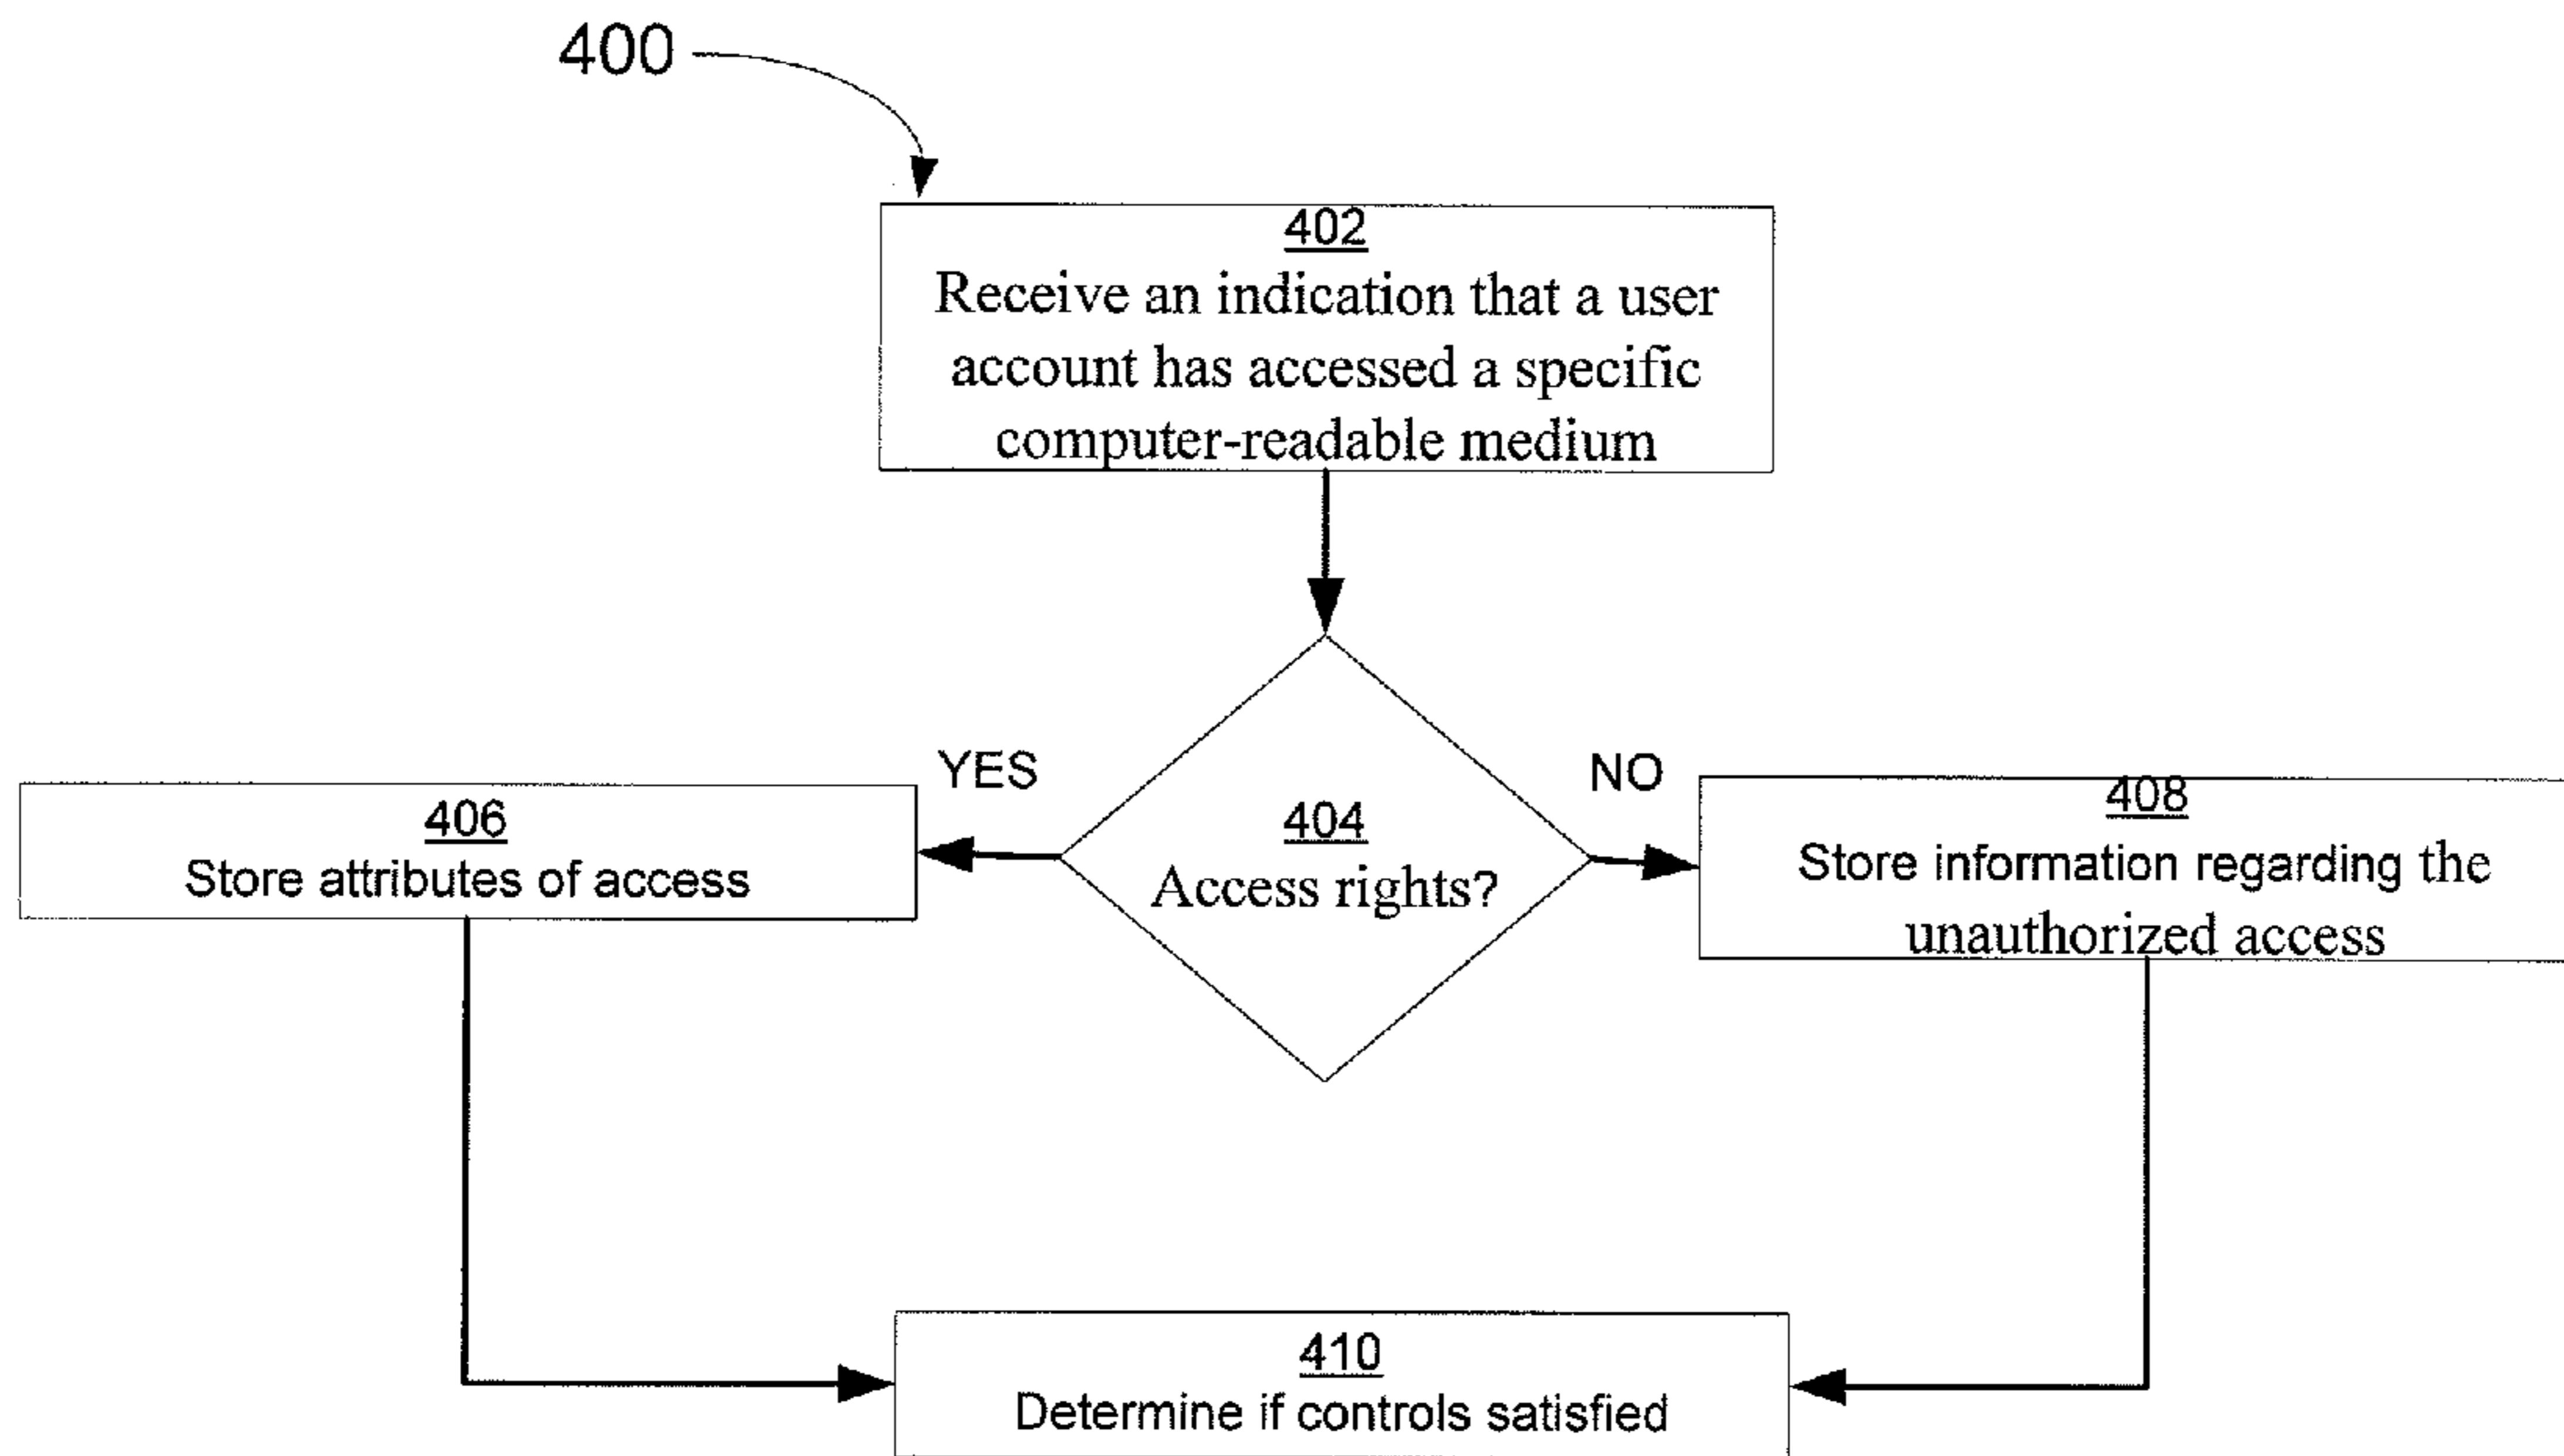 400
402
Receive an indication that a user
account has accessed a specific
computer-readable medium
YES
NO
406
Store attributes of access
404
Access rights?
408
Store information regarding the
unauthorized access
410
Determine if controls satisfied